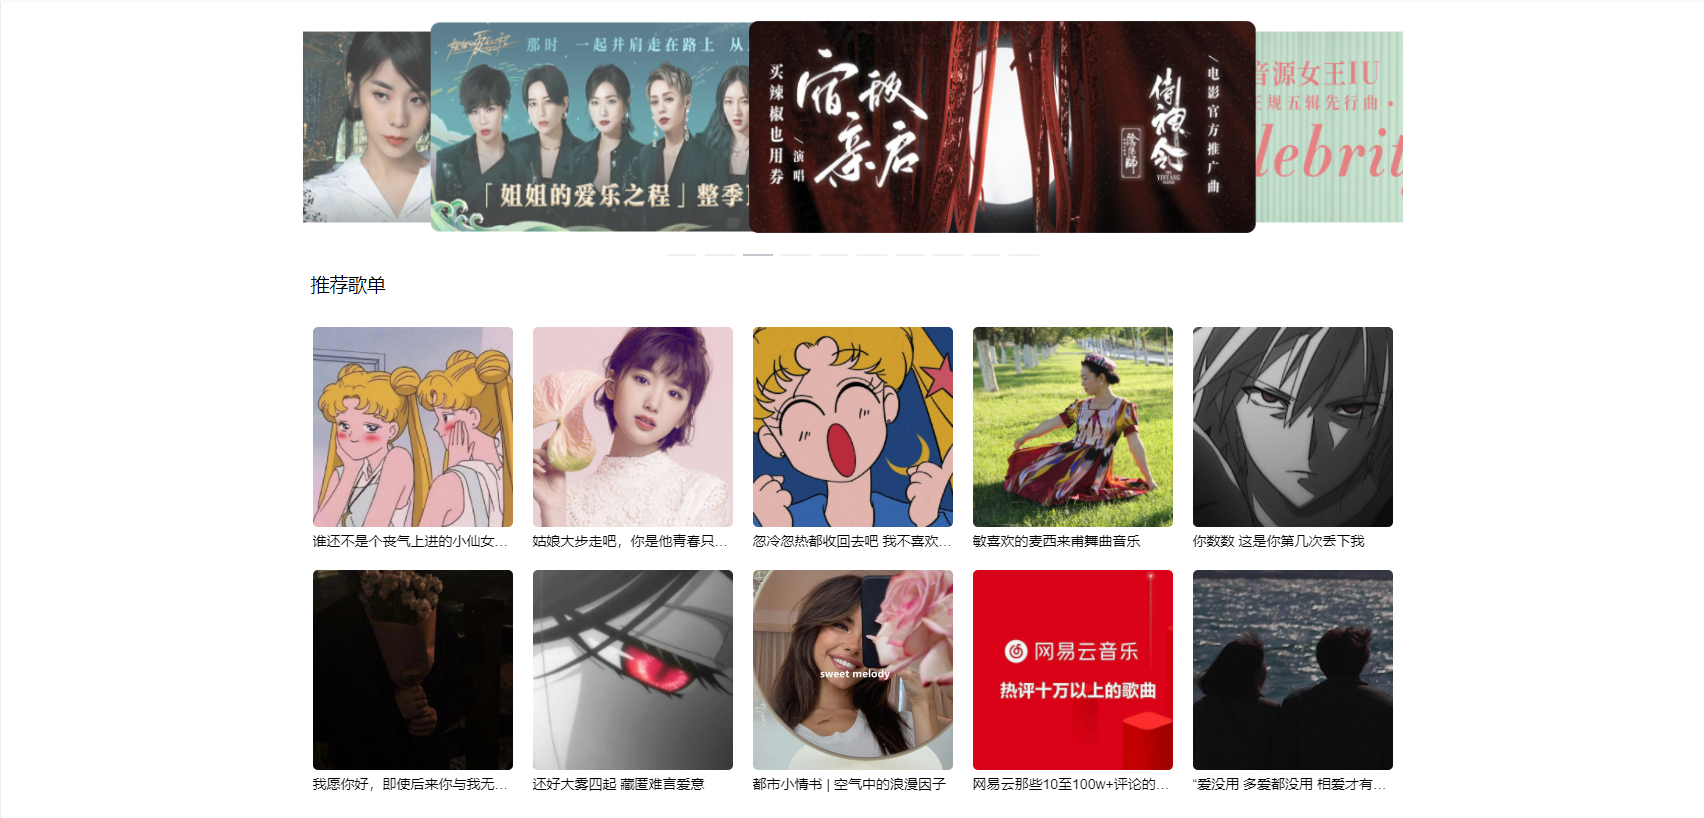 那时 一起并肩走在路上 从
「姐姐的爱乐之程」整季
买辣椒也用券
/演唱
宿敌亲启
侍神令
陰陽師
THE YINYANG MASTER
/电影官方推广曲
音源女王IU
正规五辑先行曲 •
lebrit
推荐歌单
谁还不是个丧气上进的小仙女...
姑娘大步走吧，你是他青春只...
忽冷忽热都收回去吧 我不喜欢...
敏喜欢的麦西来甫舞曲音乐
你数数 这是你第几次丢下我
sweet melody
网易云音乐
热评十万以上的歌曲
我愿你好，即使后来你与我无...
还好大雾四起 藏匿难言爱意
都市小情书 | 空气中的浪漫因子
网易云那些10至100w+评论的...
“爱没用 多爱都没用 相爱才有...